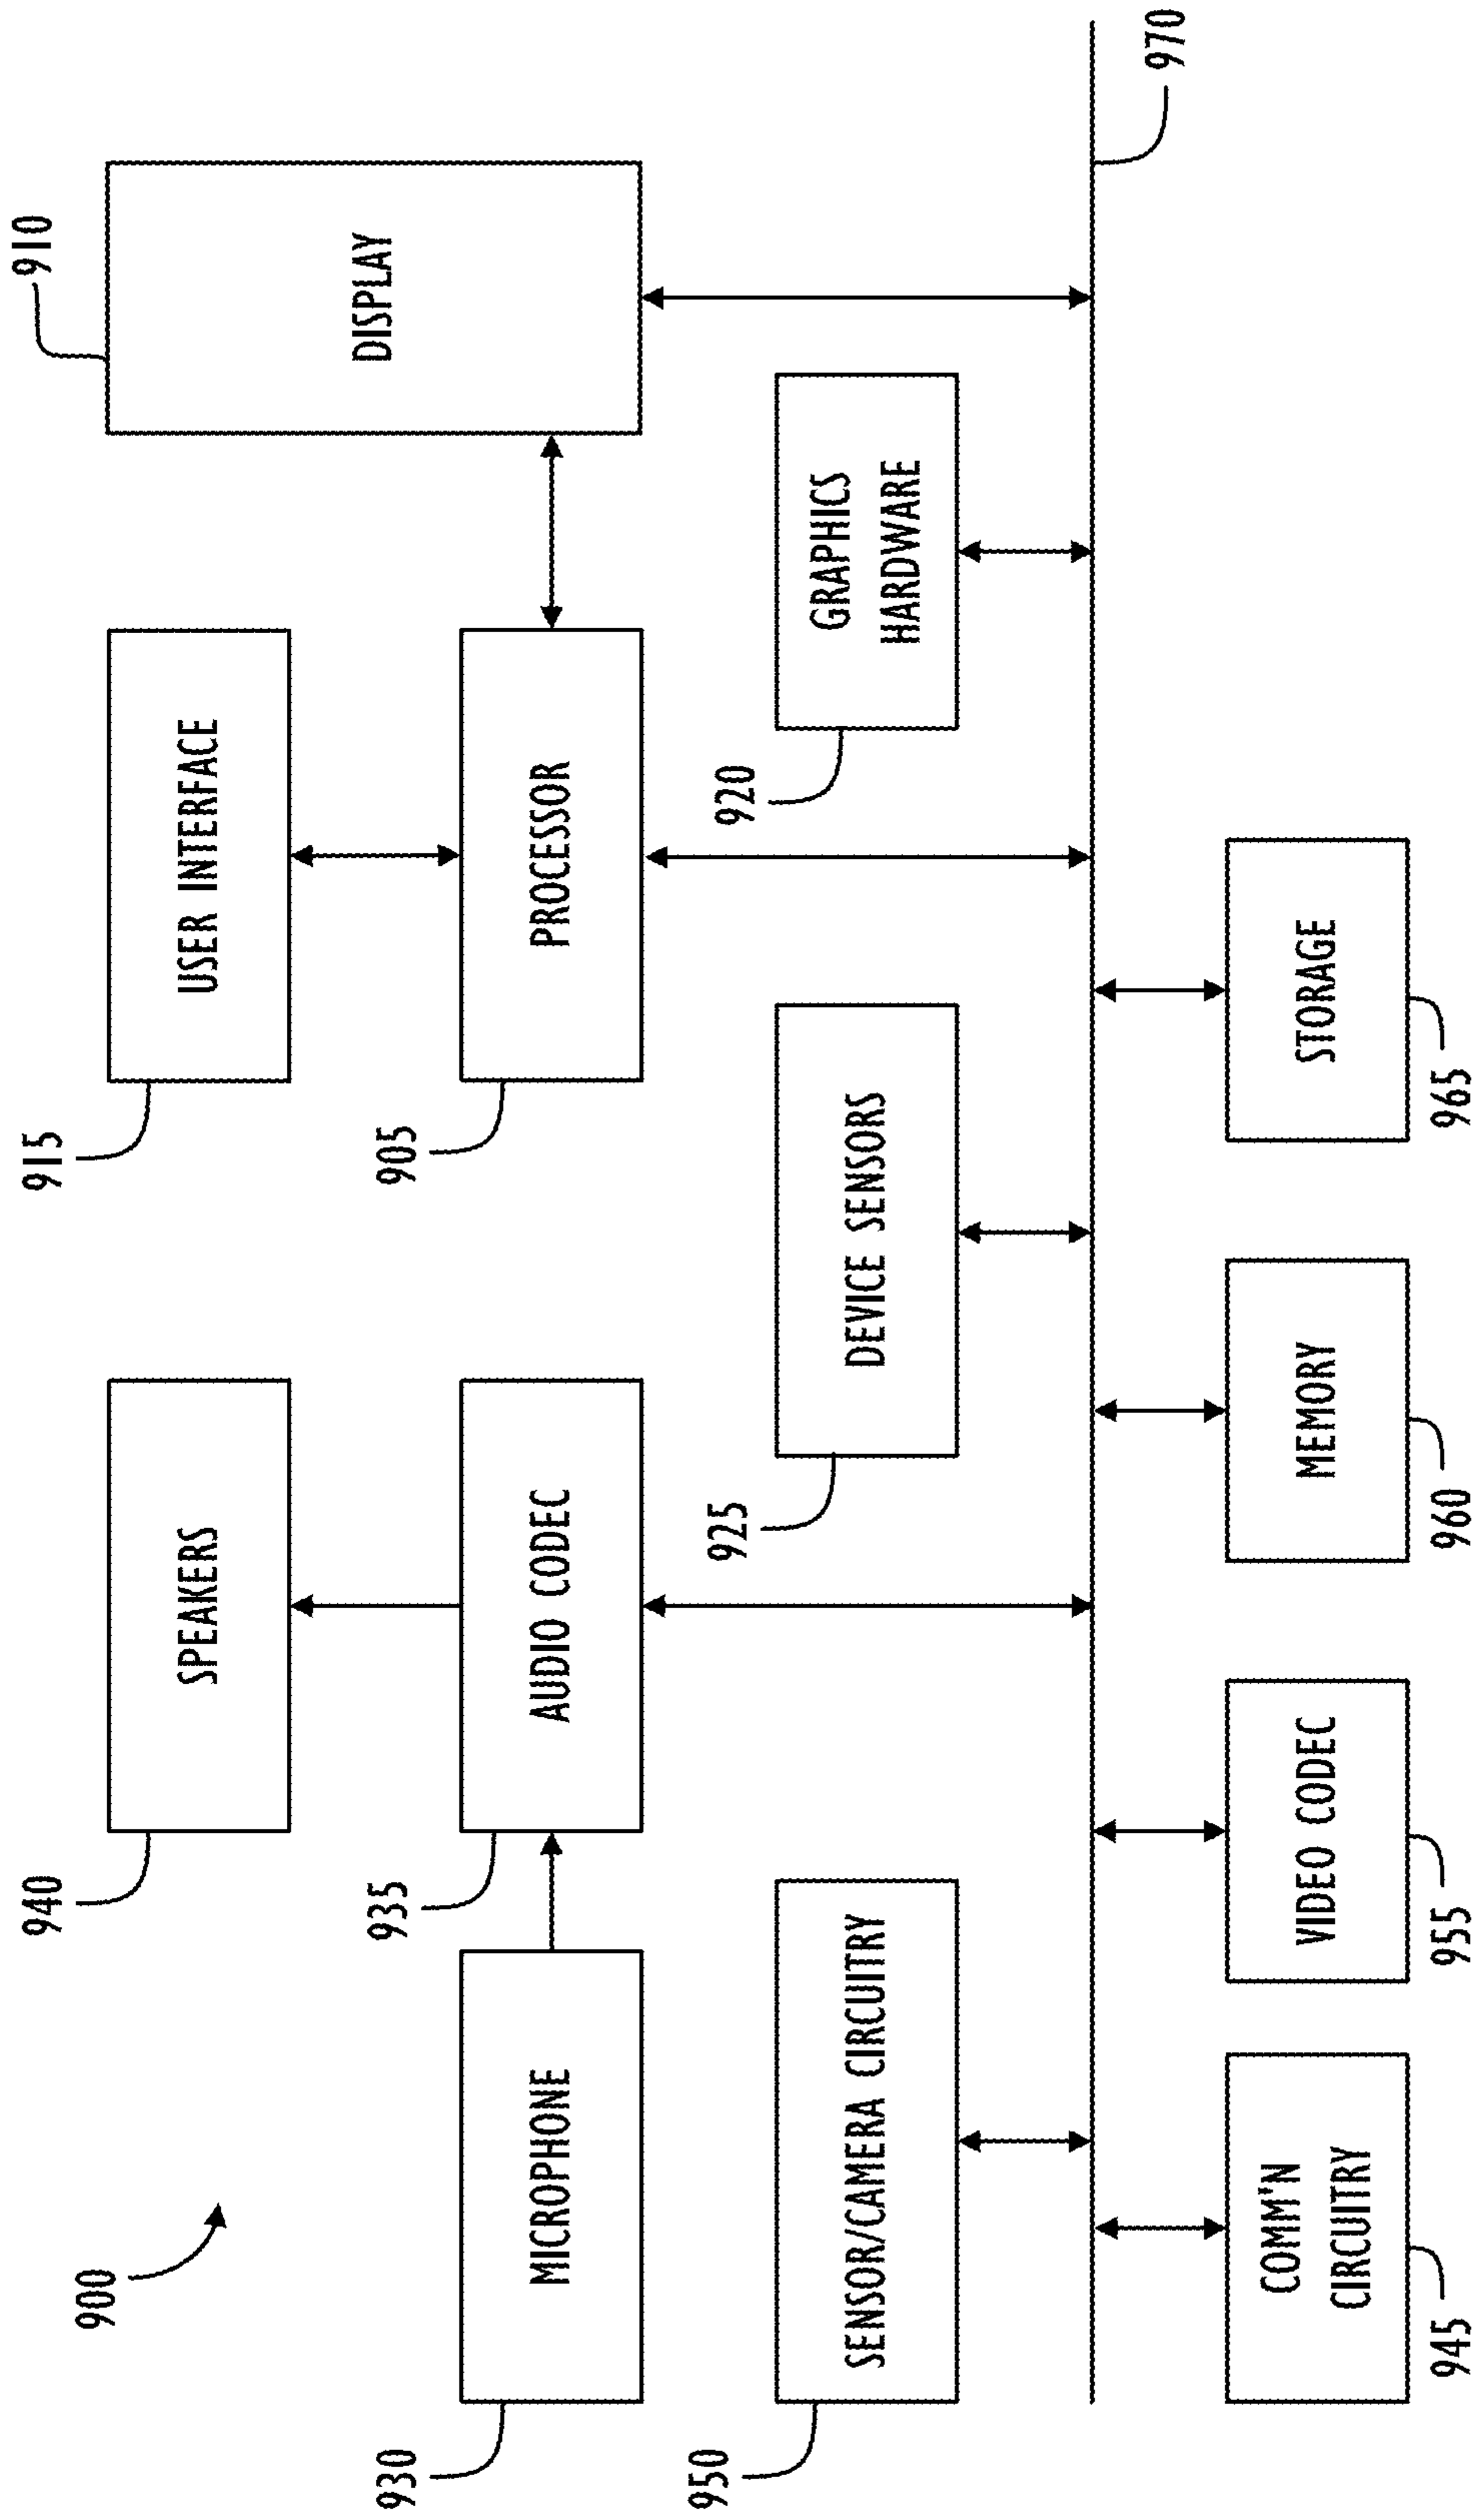 900
940
SPEAKERS
915
USER INTERFACE
910
DISPLAY
930
MICROPHONE
935
AUDIO CODEC
905
PROCESSOR
950
SENSOR/CAMERA CIRCUITRY
925
DEVICE SENSORS
920
GRAPHICS
HARDWARE
970
COMM'N
CIRCUITRY
945
VIDEO CODEC
955
MEMORY
960
STORAGE
965